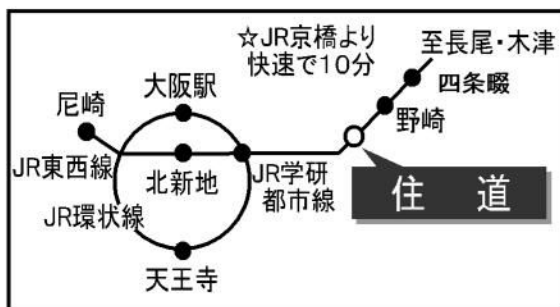 ☆JR京橋より
快速で10分
至長尾・木津
大阪駅
四条畷
尼崎
野崎
JR東西線
北新地
JR学研
都市線
住 道
JR環状線
天王寺